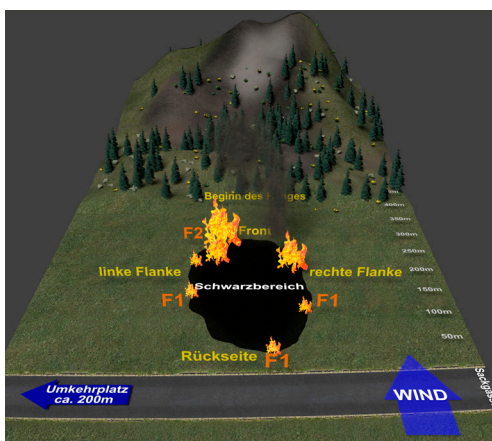 Beginn des Hanges
400m
350m
F2
Front
300m
250m
linke Flanke
rechte Flanke
200m
Schwarzbereich
150m
F1
F1
100m
50m
Rückseite
F1
Umkehrplatz
ca. 200m
WIND
Sackgasse